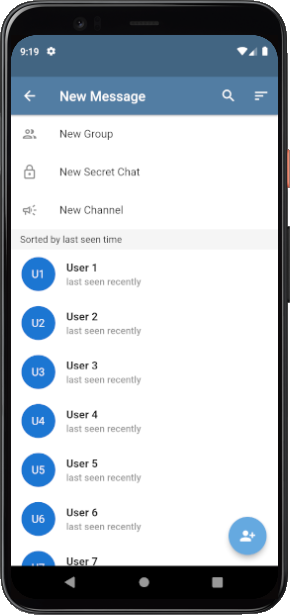 9:19
New Message
New Group
New Secret Chat
New Channel
Sorted by last seen time
U1
User 1
last seen recently
U2
User 2
last seen recently
U3
User 3
last seen recently
U4
User 4
last seen recently
U5
User 5
last seen recently
U6
User 6
last seen recently
U7
User 7